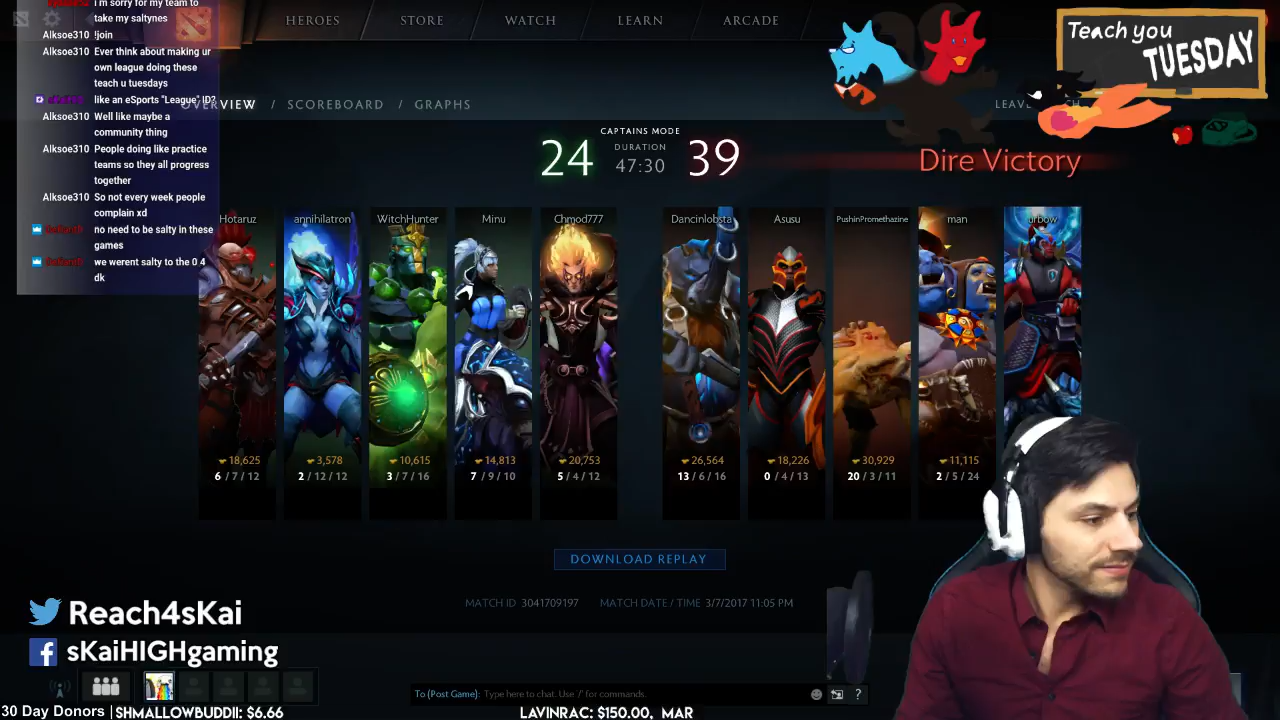 i'm sorry for my team to
take my saltynes
Alksoe310 !join
Alksoe310 Ever think about making ur
own league doing these
teach u tuesdays
like an eSports "League" ID?
Alksoe310 Well like maybe a
community thing
Alksoe310 People doing like practice
teams so they all progress
together
Alksoe310 So not every week people
complain xd
no need to be salty in these
games
we werent salty to the 0 4
dk
HEROES STORE WATCH LEARN ARCADE
Teach you
TUESDAY
OVERVIEW / SCOREBOARD / GRAPHS
CAPTAINS MODE
24 DURATION 39
47:30
Dire Victory
Hotaruz annihilatron WitchHunter Minu Chmod777 Dancinlobsta Asusu PushinPromethazine man
18,625 3,578 10,615 14,813 20,753 26,564 18,226 30,929 11,115
6 / 7 / 12 2 / 12 / 12 3 / 7 / 16 7 / 9 / 10 5 / 4 / 12 13 / 6 / 16 0 / 4 / 13 20 / 3 / 11 2 / 5 / 24
DOWNLOAD REPLAY
MATCH ID 3041709197 MATCH DATE / TIME 3/7/2017 11:05 PM
Reach4sKai
sKaiHIGHgaming
To (Post Game): Type here to chat. Use '/' for commands.
?
30 Day Donors | SHMALLOWBUDDII: $6.66 LAVINRAC: $150.00, MAR